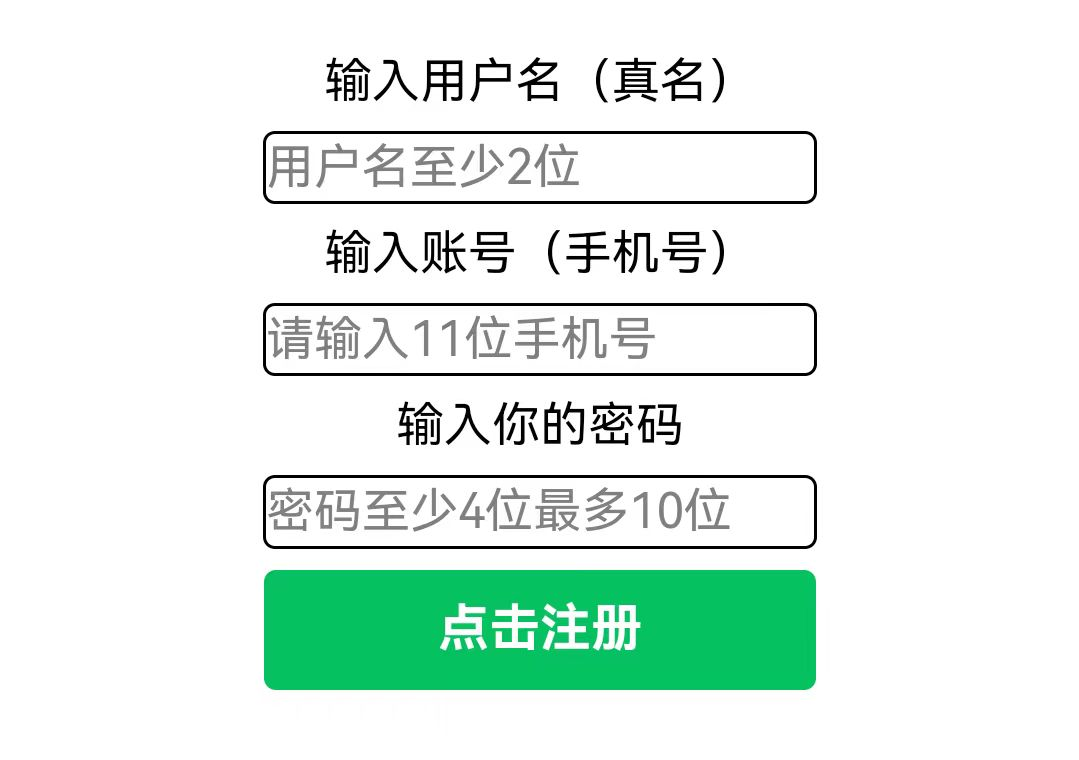 输入用户名（真名）
用户名至少2位
输入账号（手机号）
请输入11位手机号
输入你的密码
密码至少4位最多10位
点击注册